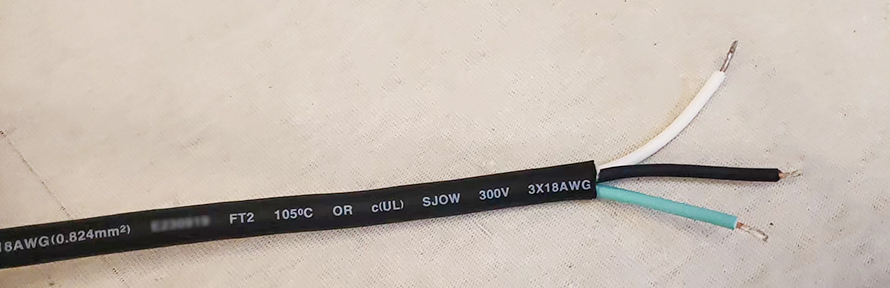 18AWG(0.824mm²) FT2 105ºC OR c(UL) SJOW 300V 3X18AWG